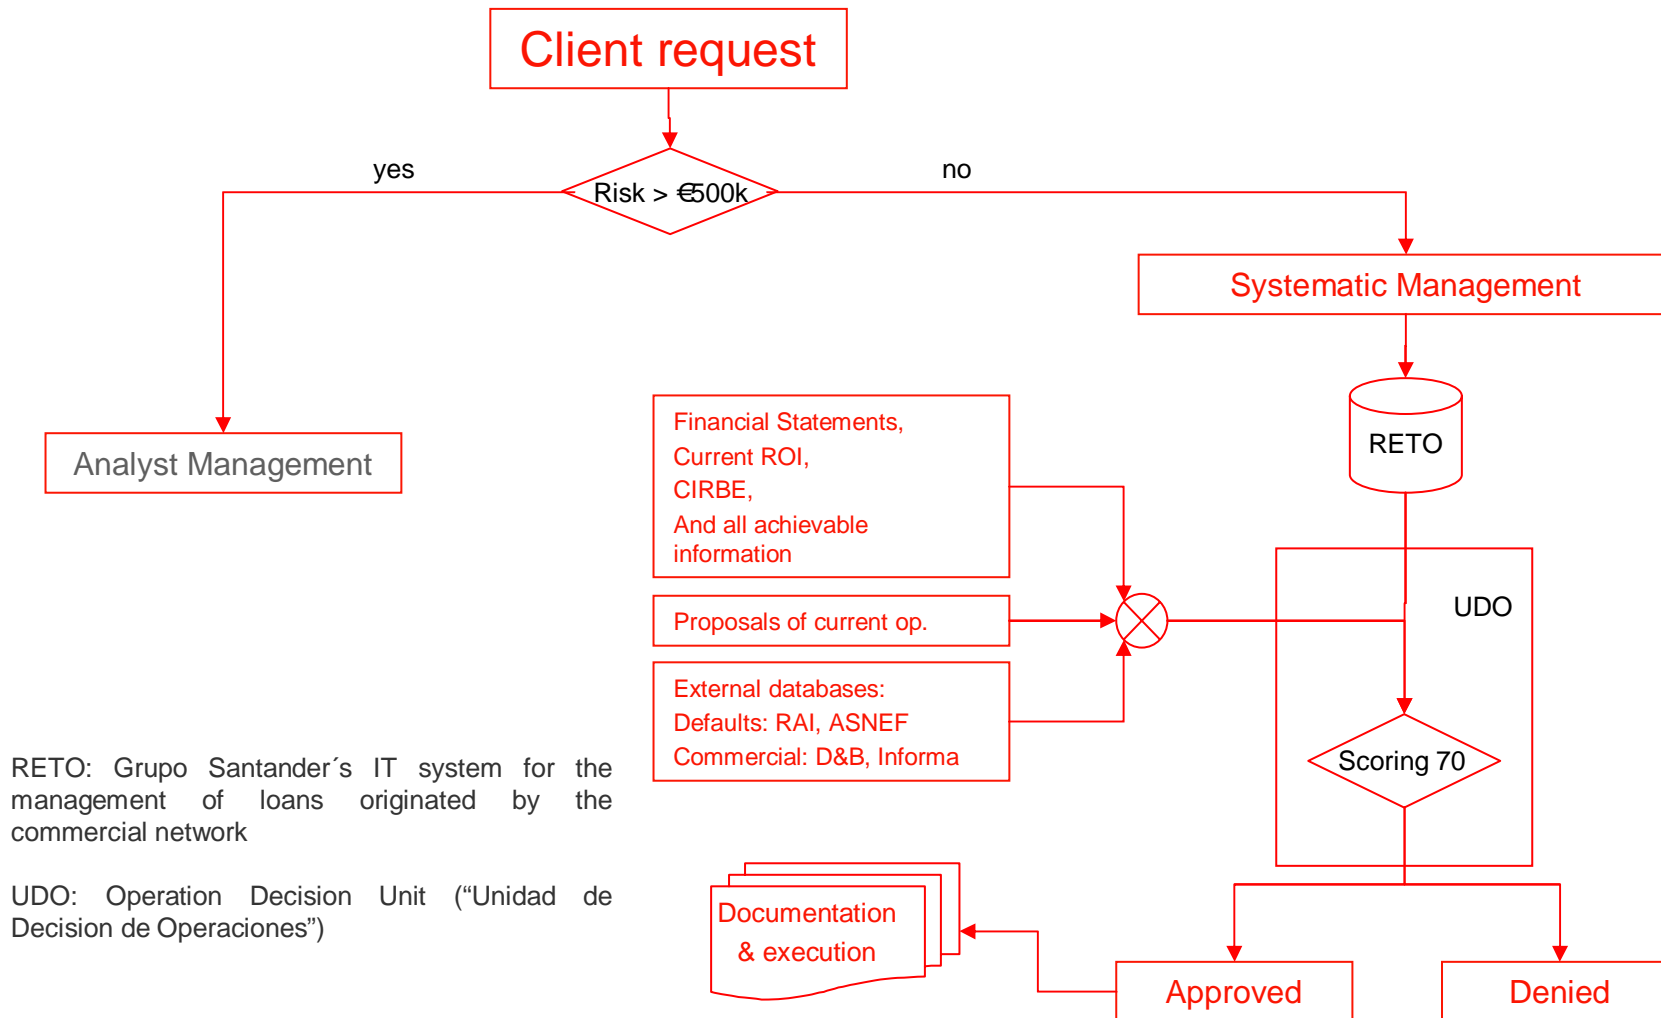 Client request
yes
no
Risk > €500k
Systematic Management
Analyst Management
Financial Statements,
Current ROI,
CIRBE,
And all achievable
information
RETO
UDO
Proposals of current op.
External databases:
Defaults: RAI, ASNEF
Commercial: D&B, Informa
Scoring 70
RETO: Grupo Santander´s IT system for the
management of loans originated by the
commercial network
UDO: Operation Decision Unit (“Unidad de
Decision de Operaciones”)
Documentation
& execution
Approved
Denied